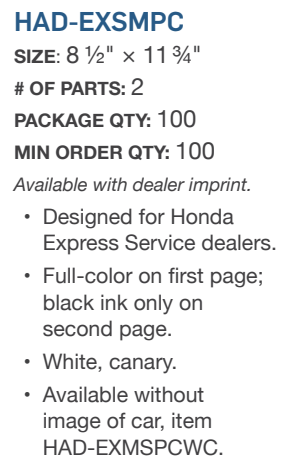 HAD-EXSMPC
SIZE: 8 ½" × 11 ¾"
# OF PARTS: 2
PACKAGE QTY: 100
MIN ORDER QTY: 100
Available with dealer imprint.
• Designed for Honda
Express Service dealers.
• Full-color on first page;
black ink only on
second page.
• White, canary.
• Available without
image of car, item
HAD-EXMSPCWC.